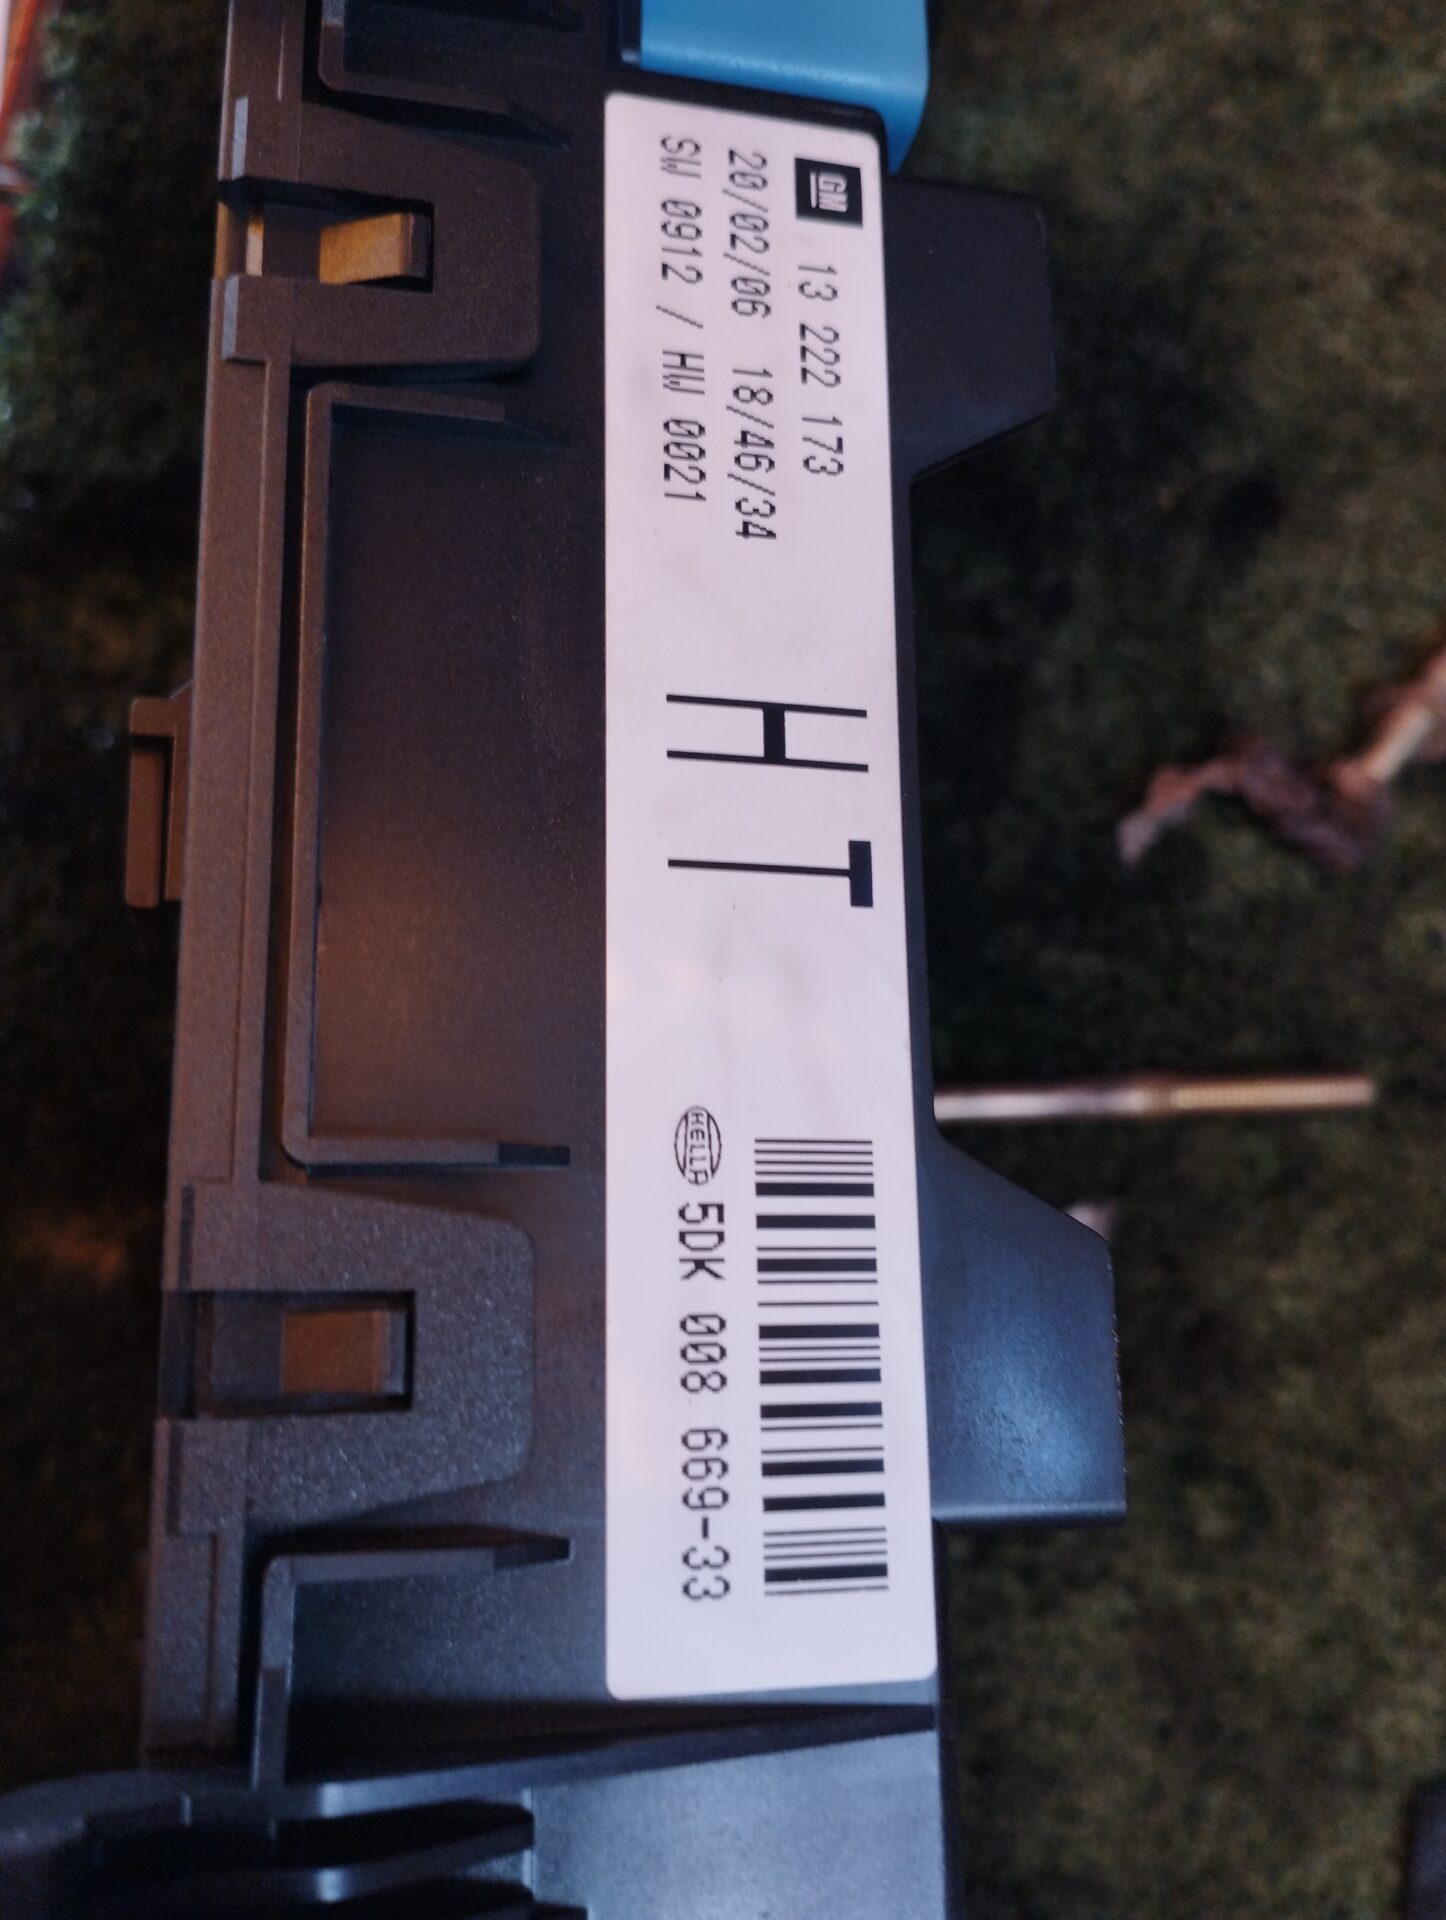 GM 13 222 173
20/02/06 18/46/34
SW 0912 / HW 0021
HT
HELLA 5DK 008 669-33